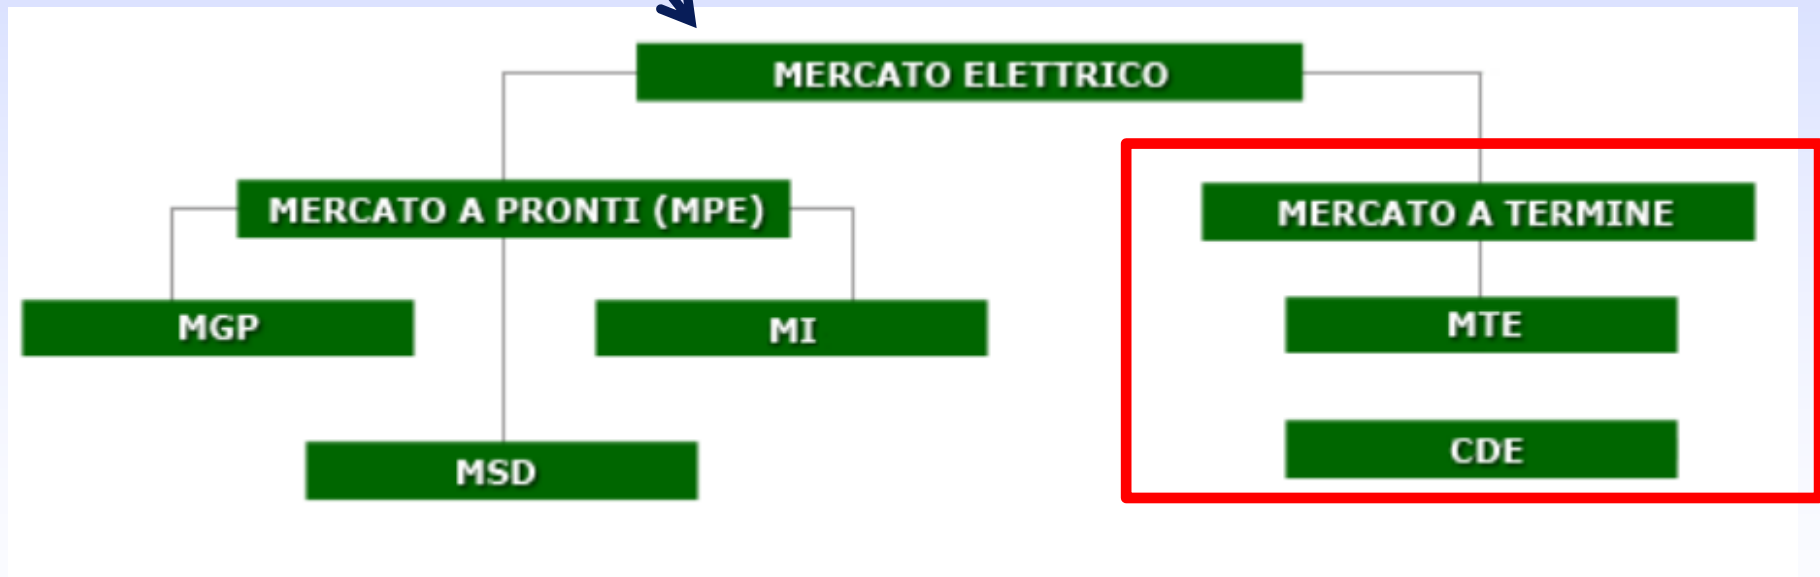 MERCATO ELETTRICO
MERCATO A PRONTI (MPE)
MERCATO A TERMINE
MGP
MI
MTE
CDE
MSD